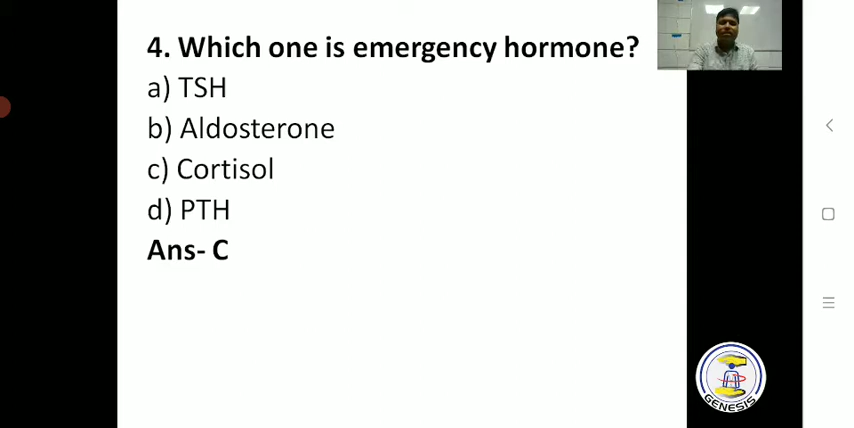 4. Which one is emergency hormone?
a) TSH
b) Aldosterone
c) Cortisol
d) PTH
Ans- C
GENESIS